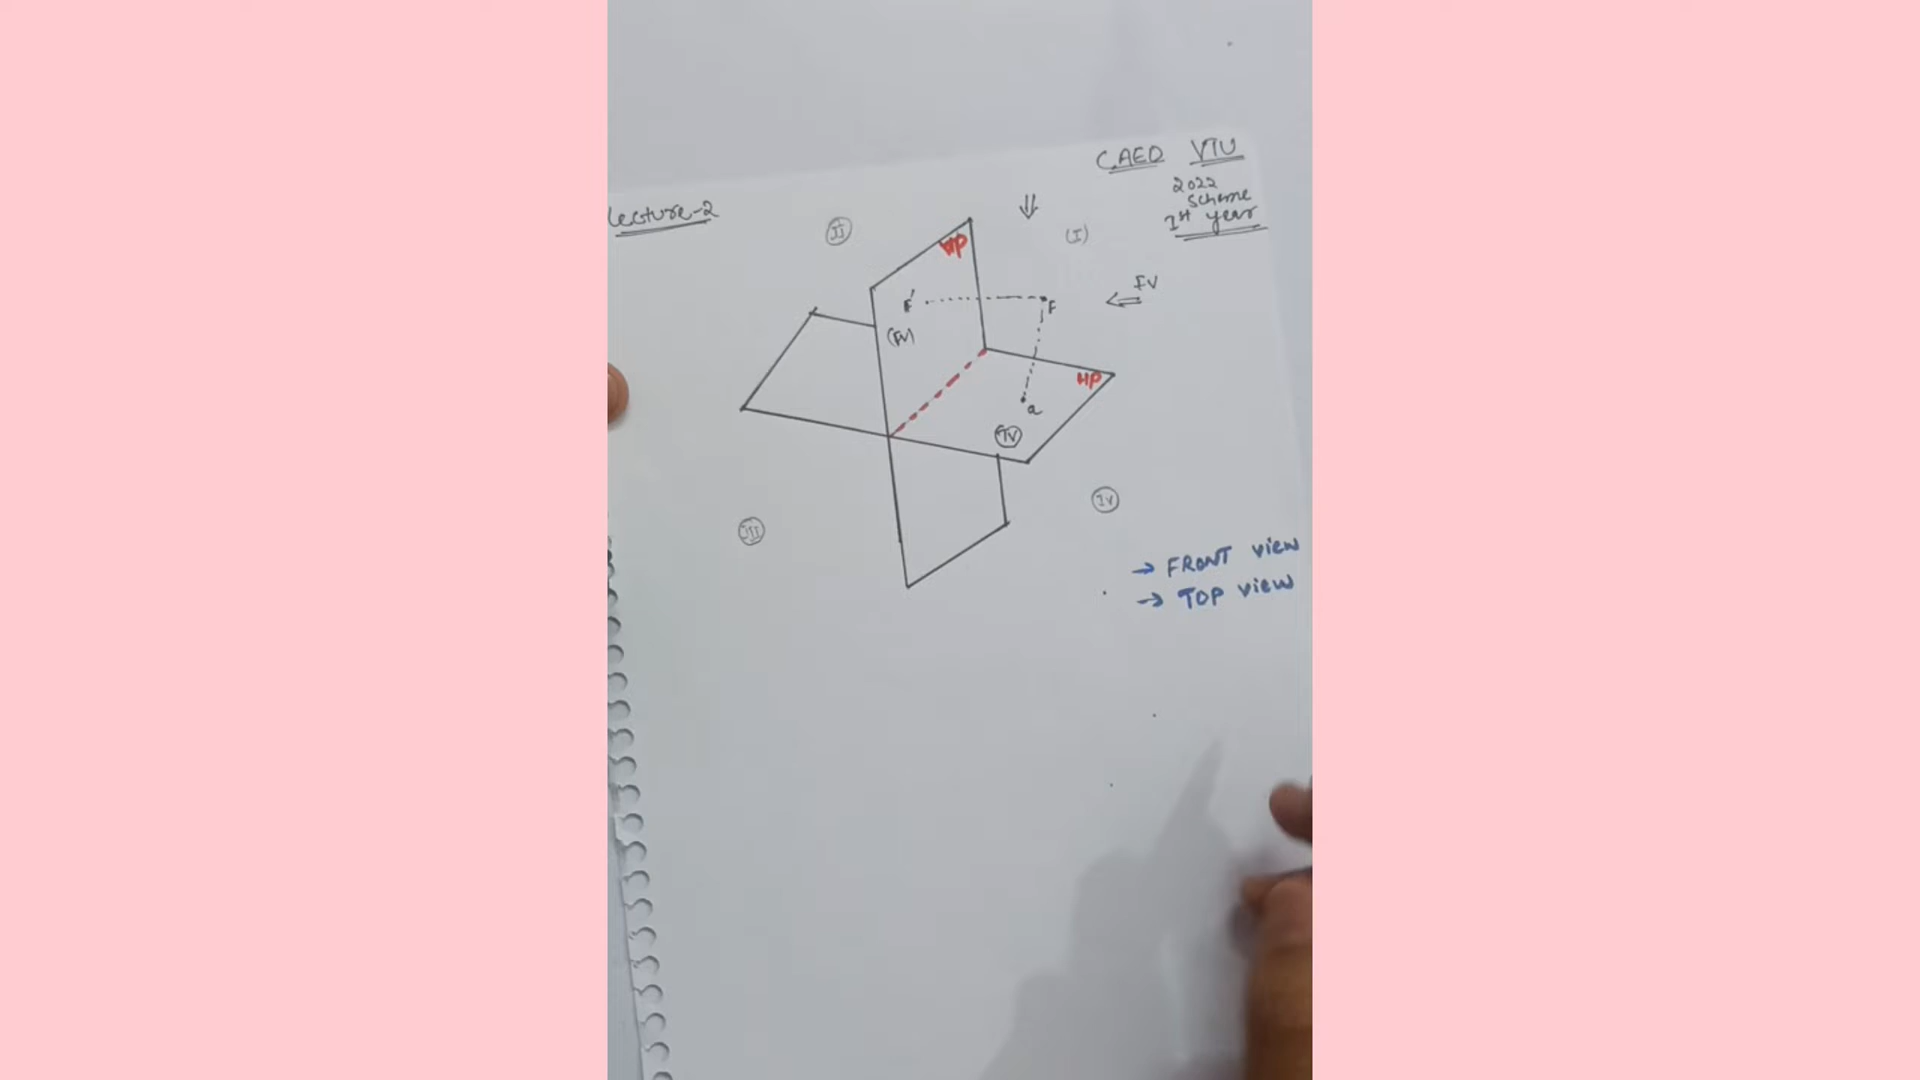 CAED VTU
2022
Scheme
1st year
Lecture-2
II
(I)
VP
FV
F'
F
(FV)
HP
a
TV
IV
III
→ FRONT view
→ TOP view